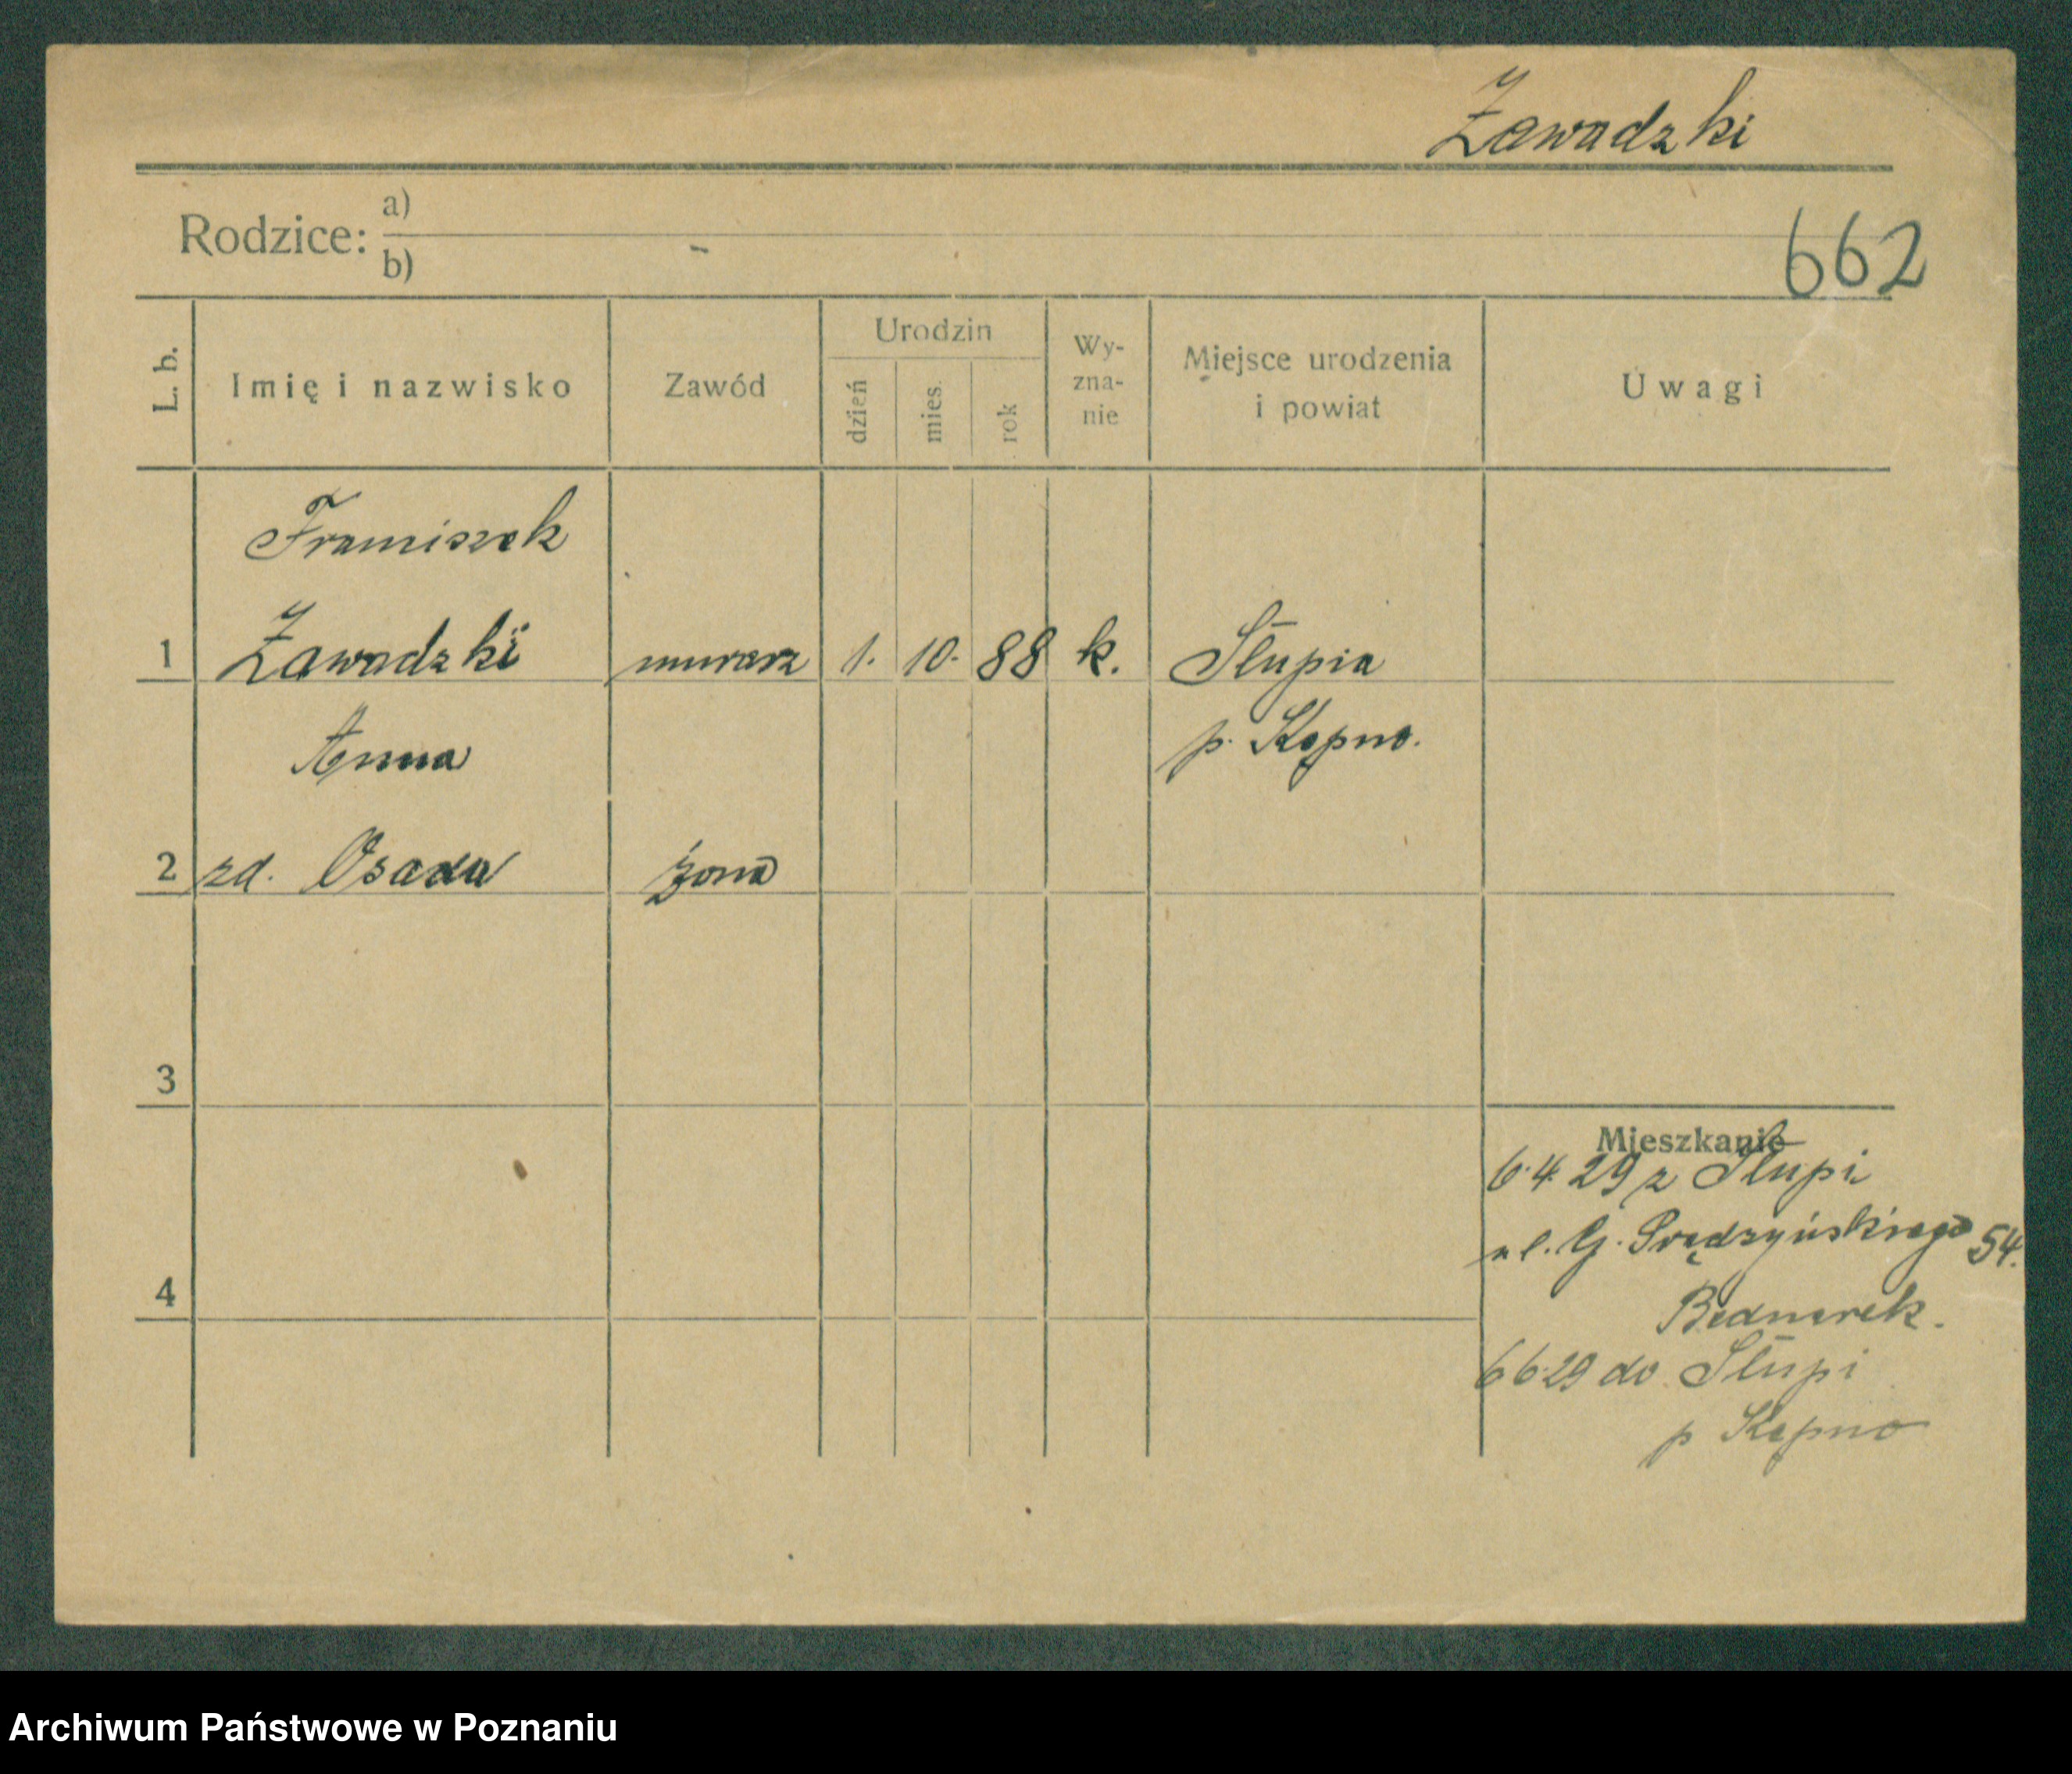 Zawadzki
Rodzice: a)
b) -
662
L. b. Imię i nazwisko Zawód Urodzin dzień mies. rok Wy-zna-nie Miejsce urodzenia i powiat Uwagi
Franciszek
1 Zawadzki murarz 1. 10. 88 k. Słupia
Anna p. Kępno.
2 zd. Osada żona
3
Mieszkanie
6.4.29 z Słupi
ul. G. Prądzyńskiego 54.
4
Bednarek.
6 6.29 do Słupi
p Kępno
Archiwum Państwowe w Poznaniu